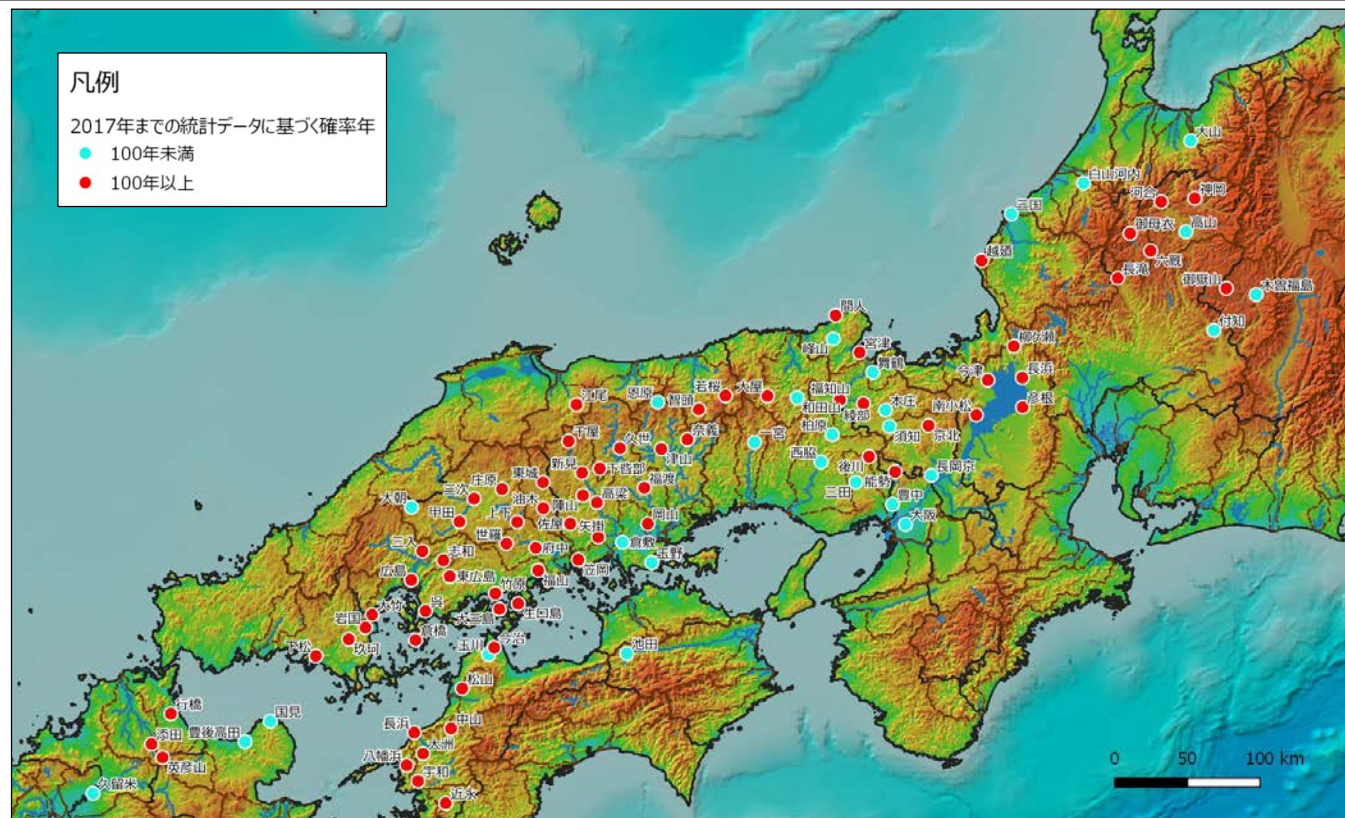 凡例
2017年までの統計データに基づく確率年
100年未満
100年以上
大山
白山河内
河合
神岡
三国
御母衣
高山
越廼
六厩
長滝
御嶽山
木曽福島
間人
付知
峰山
宮津
柳ケ瀬
舞鶴
今津
長浜
江尾
恩原
智頭
若桜
大屋
福知山
和田山
綾部
本庄
南小松
彦根
千屋
久世
奈義
津山
一宮
柏原
須知
京北
新見
下呰部
西脇
後川
長岡京
庄原
東城
福渡
三田
能勢
大朝
三次
油木
陣山
高梁
豊中
甲田
上下
佐屋
矢掛
岡山
大阪
三入
世羅
府中
倉敷
玉野
志和
笠岡
広島
東広島
竹原
福山
大竹
呉
大三島
生口島
岩国
倉橋
玉川
今治
池田
下松
玖珂
松山
行橋
国見
長浜
中山
添田
豊後高田
大洲
英彦山
八幡浜
宇和
久留米
近永
0 50 100 km